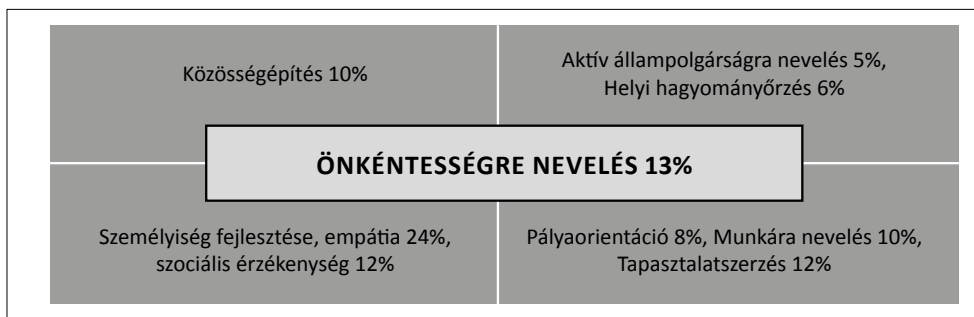 Közösségépítés 10%
Aktív állampolgárságra nevelés 5%,
Helyi hagyományőrzés 6%
ÖNKÉNTESSÉGRE NEVELÉS 13%
Személyiség fejlesztése, empátia 24%,
szociális érzékenység 12%
Pályaorientáció 8%, Munkára nevelés 10%,
Tapasztalatszerzés 12%